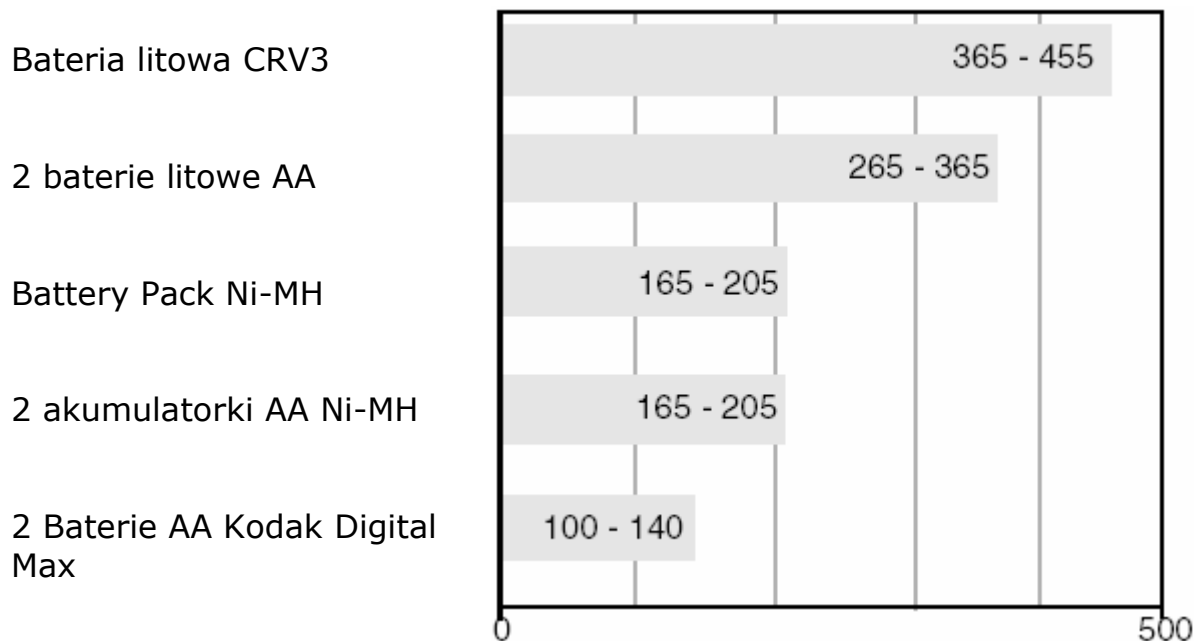 Bateria litowa CRV3
365 - 455
2 baterie litowe AA
265 - 365
Battery Pack Ni-MH
165 - 205
2 akumulatorki AA Ni-MH
165 - 205
2 Baterie AA Kodak Digital
Max
100 - 140
0
500